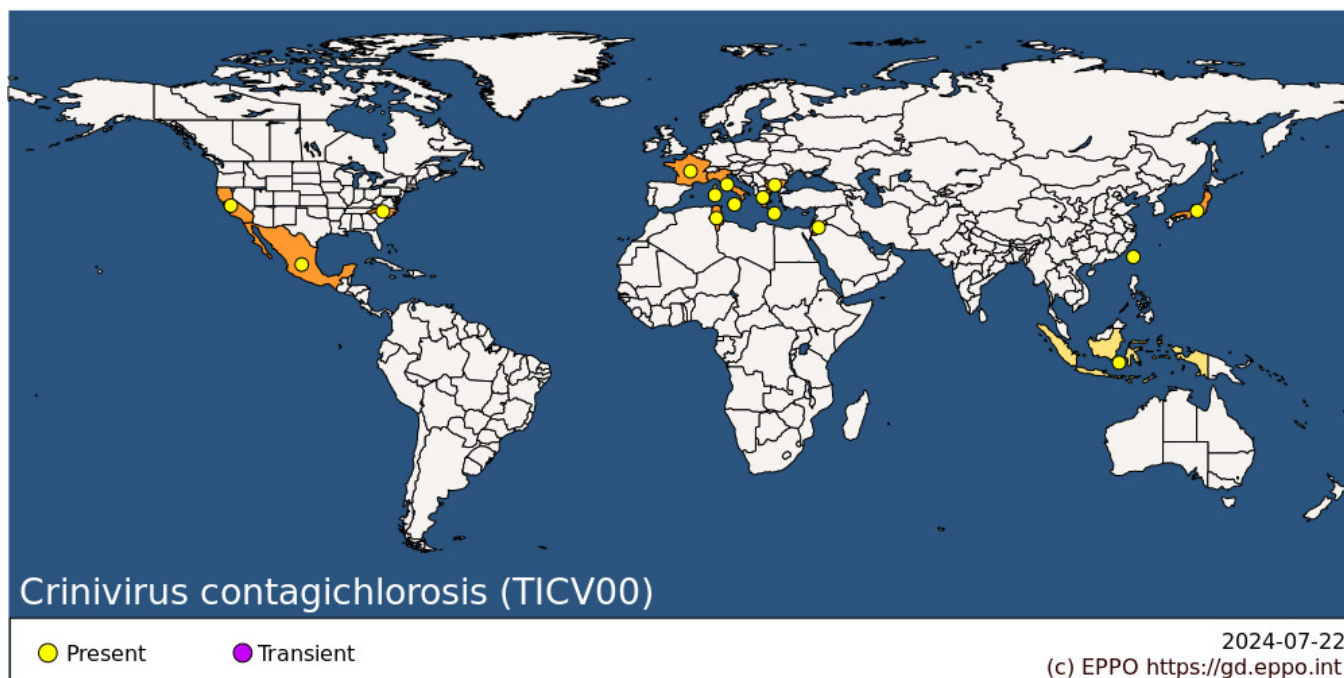 Crinivirus contagichlorosis (TICV00)
Present
Transient
2024-07-22
(c) EPPO https://gd.eppo.int